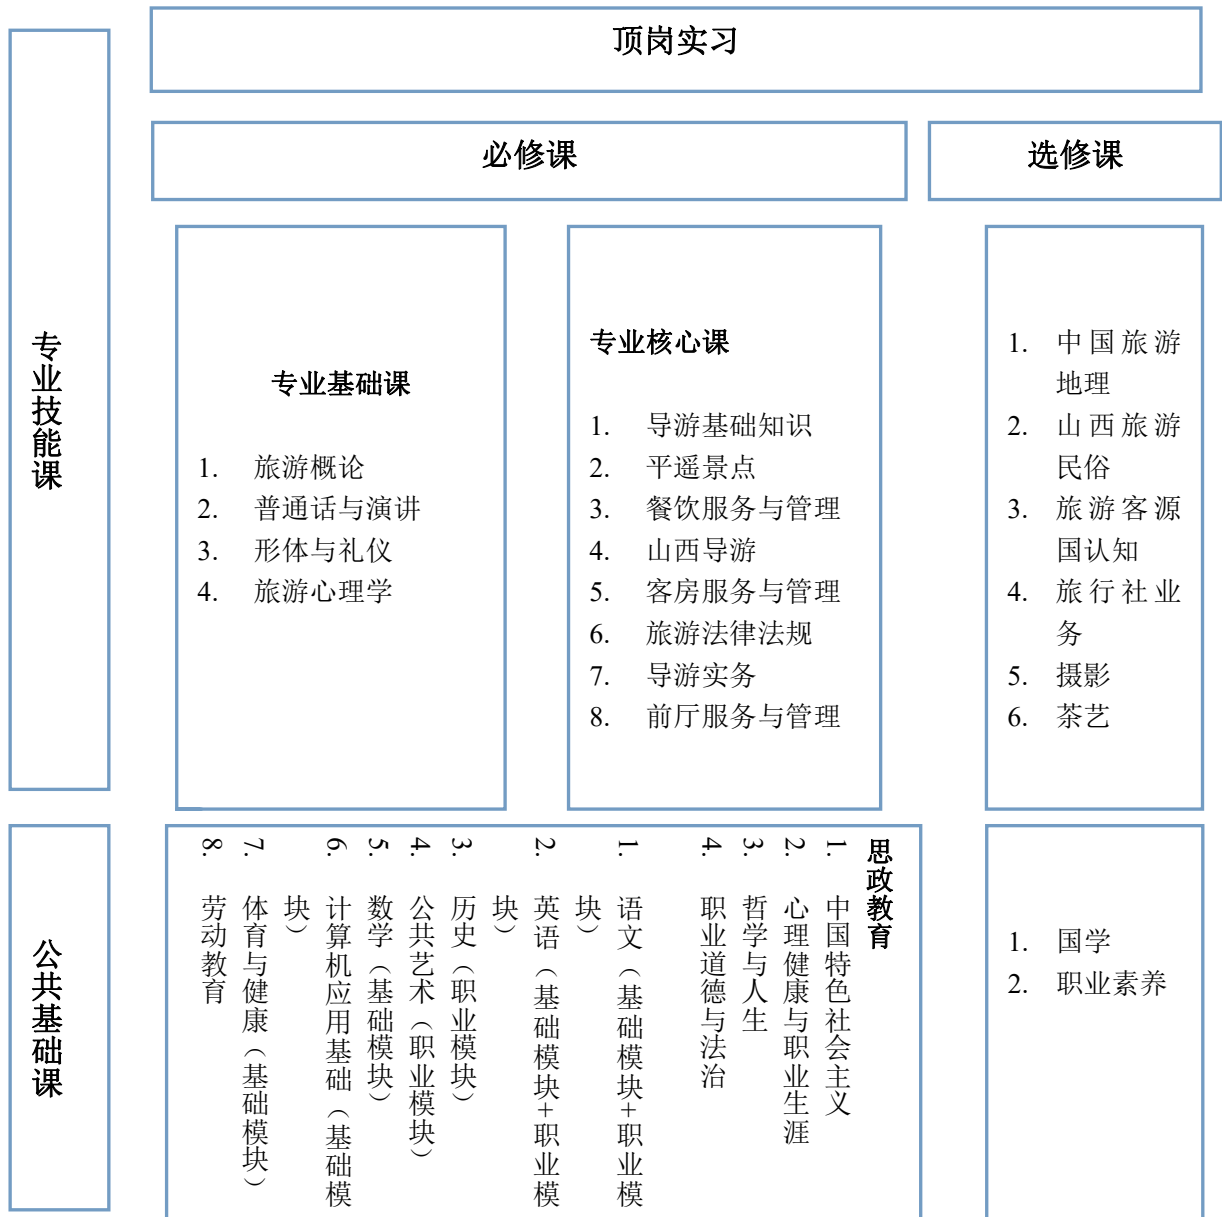 顶岗实习
必修课
选修课
专业技能课
专业基础课
1. 旅游概论
2. 普通话与演讲
3. 形体与礼仪
4. 旅游心理学
专业核心课
1. 导游基础知识
2. 平遥景点
3. 餐饮服务与管理
4. 山西导游
5. 客房服务与管理
6. 旅游法律法规
7. 导游实务
8. 前厅服务与管理
1. 中国旅游
地理
2. 山西旅游
民俗
3. 旅游客源
国认知
4. 旅行社业
务
5. 摄影
6. 茶艺
公共基础课
思政教育
1. 中国特色社会主义
2. 心理健康与职业生涯
3. 哲学与人生
4. 职业道德与法治
1. 语文（基础模块+职业模
块）
2. 英语（基础模块+职业模
块）
3. 历史（职业模块）
4. 公共艺术（职业模块）
5. 数学（基础模块）
6. 计算机应用基础（基础模
块）
7. 体育与健康（基础模块）
8. 劳动教育
1. 国学
2. 职业素养